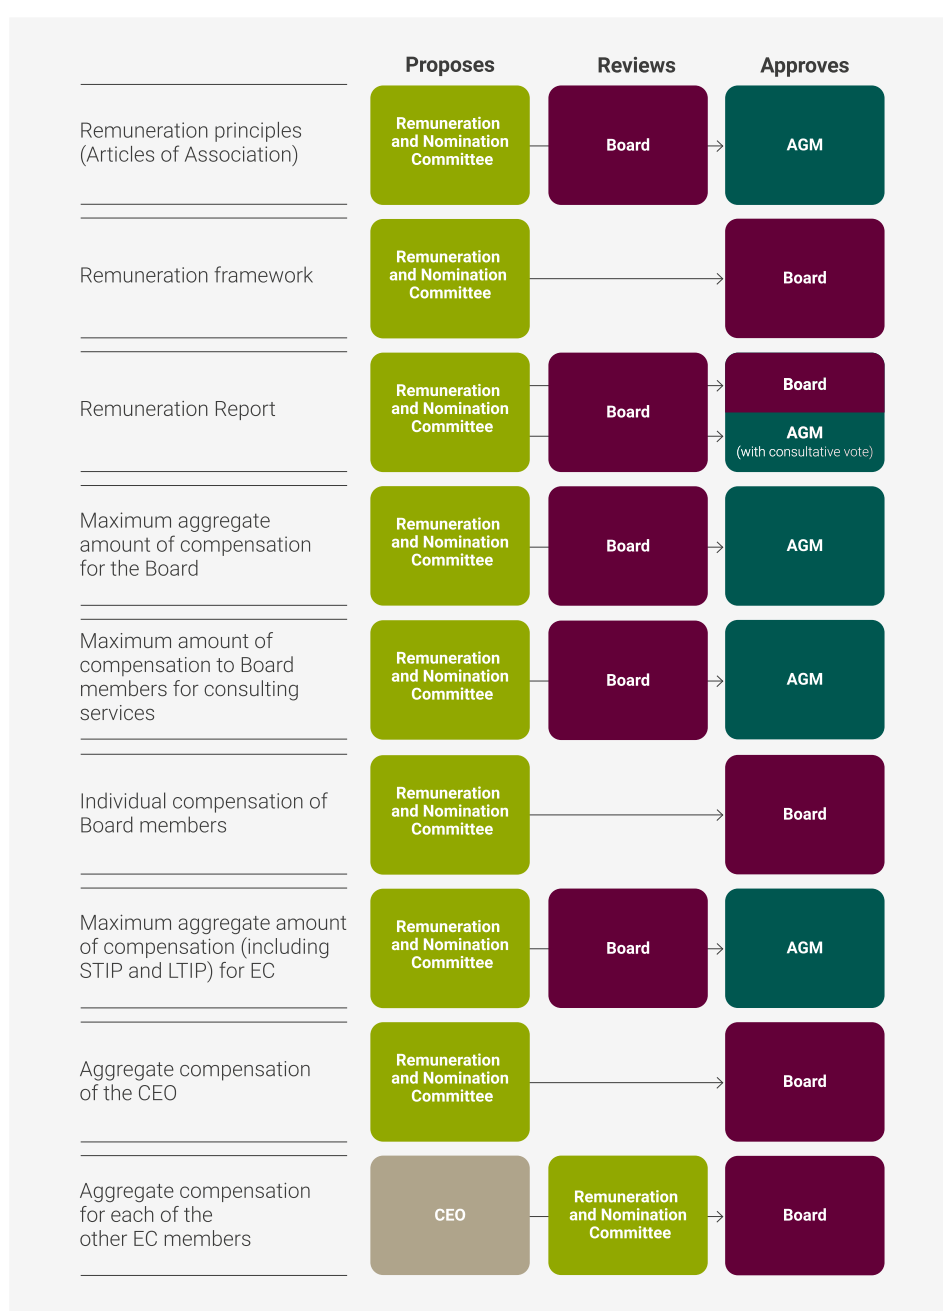 Proposes
Reviews
Approves
Remuneration principles
(Articles of Association)
Remuneration
and Nomination
Committee
Board
AGM
Remuneration framework
Remuneration
and Nomination
Committee
Board
Remuneration Report
Remuneration
and Nomination
Committee
Board
Board
AGM
(with consultative vote)
Maximum aggregate
amount of compensation
for the Board
Remuneration
and Nomination
Committee
Board
AGM
Maximum amount of
compensation to Board
members for consulting
services
Remuneration
and Nomination
Committee
Board
AGM
Individual compensation of
Board members
Remuneration
and Nomination
Committee
Board
Maximum aggregate amount
of compensation (including
STIP and LTIP) for EC
Remuneration
and Nomination
Committee
Board
AGM
Aggregate compensation
of the CEO
Remuneration
and Nomination
Committee
Board
Aggregate compensation
for each of the
other EC members
CEO
Remuneration
and Nomination
Committee
Board